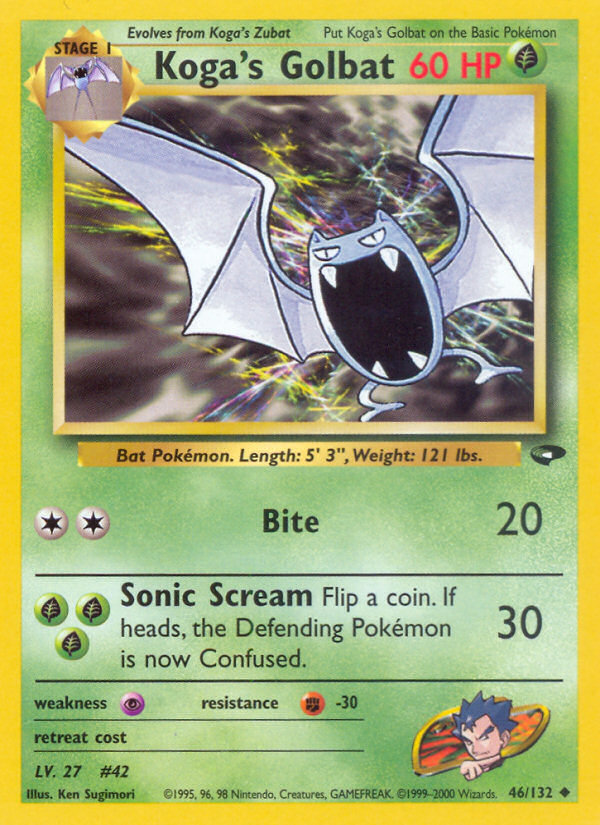 Evolves from Koga's Zubat Put Koga's Golbat on the Basic Pokémon
STAGE 1
Koga's Golbat 60 HP
Bat Pokémon. Length: 5' 3", Weight: 121 lbs.
Bite 20
Sonic Scream Flip a coin. If
heads, the Defending Pokémon
is now Confused.
30
weakness resistance -30
retreat cost
LV. 27 #42
Illus. Ken Sugimori ©1995, 96, 98 Nintendo, Creatures, GAMEFREAK. ©1999-2000 Wizards. 46/132 ◆